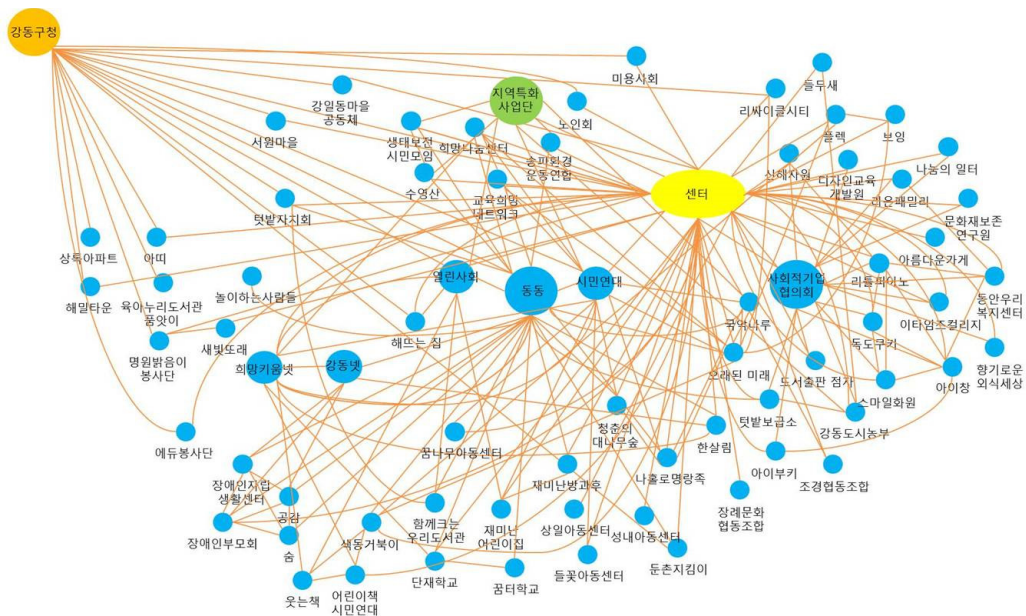 강동구청
미용사회
들두새
지역특화
사업단
강일동마을
공동체
노인회
리싸이클시티
서원마을
생태보전
시민모임
희망나눔센터
송파환경
운동연합
플렉
보잉
신해자원
디자인교육
개발원
나눔의 일터
수영산
교육희망
네트워크
센터
라온패밀리
텃밭자치회
문화재보존
연구원
상록아파트
아띠
아름다운가게
열린사회
동동
시민연대
사회적기업
협의회
리틀피아노
동안우리
복지센터
해밀타운
육아누리도서관
품앗이
놀이하는사람들
국악나루
이타임즈컬리지
명원밝음이
봉사단
새빛또래
해뜨는 집
독도쿠키
희망키움넷
강동넷
오래된 미래
도서출판 점자
아이창
향기로운
외식세상
스마일화원
에듀봉사단
꿈나무아동센터
청춘의
대나무숲
한살림
텃밭보급소
강동도시농부
장애인자립
생활센터
재미난방과후
나홀로명랑족
아이부키
조경협동조합
공감
장애인부모회
숨
색동거북이
함께크는
우리도서관
재미난
어린이집
상일아동센터
성내아동센터
장례문화
협동조합
웃는책
어린이책
시민연대
단재학교
꿈터학교
들꽃아동센터
둔촌지킴이